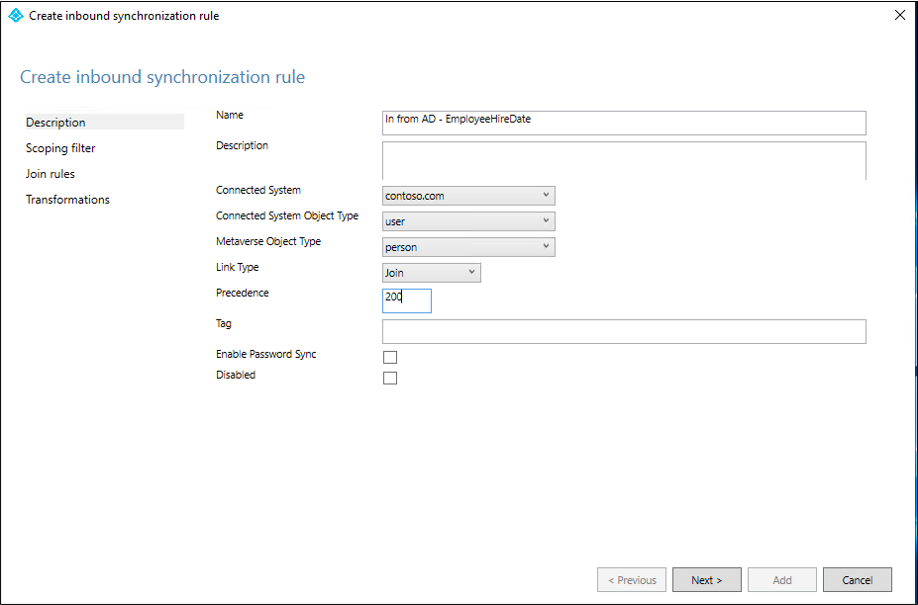 Create inbound synchronization rule
Create inbound synchronization rule
Description
Scoping filter
Join rules
Transformations
Name
In from AD - EmployeeHireDate
Description
Connected System
contoso.com
Connected System Object Type
user
Metaverse Object Type
person
Link Type
Join
Precedence
200
Tag
Enable Password Sync
Disabled
< Previous
Next >
Add
Cancel